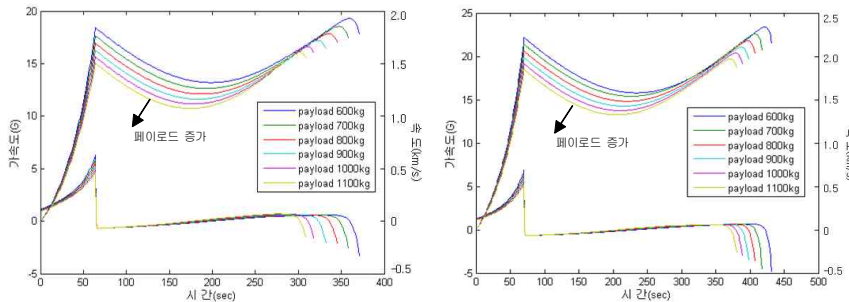 20
15
10
5
0
-5
가속도(G)
2.0
1.5
1.0
0.5
0
-0.5
속 도(km/s)
페이로드 증가
payload 600kg
payload 700kg
payload 800kg
payload 900kg
payload 1000kg
payload 1100kg
0 50 100 150 200 250 300 350 400
시 간(sec)
25
20
15
10
5
0
-5
가속도(G)
2.5
2.0
1.5
1.0
0.5
0
-0.5
페이로드 증가
payload 600kg
payload 700kg
payload 800kg
payload 900kg
payload 1000kg
payload 1100kg
0 50 100 150 200 250 300 350 400 450 500
시 간(sec)